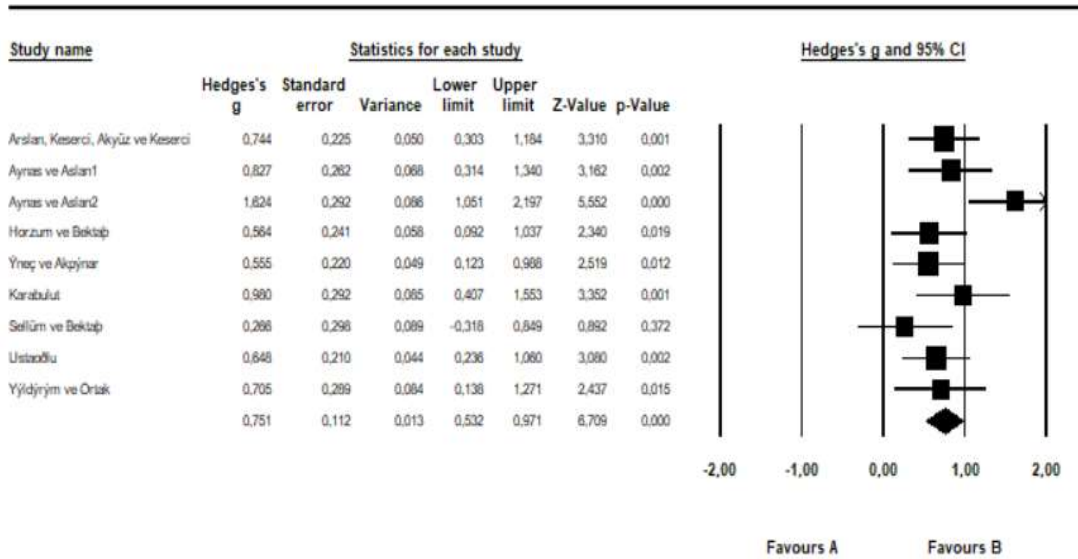 Study name Statistics for each study Hedges's g and 95% CI
Hedges's Standard Lower Upper
g error Variance limit limit Z-Value p-Value
Arslan, Keserci, Akyüz ve Keserci 0,744 0,225 0,050 0,303 1,184 3,310 0,001
Aynas ve Aslan1 0,827 0,262 0,068 0,314 1,340 3,162 0,002
Aynas ve Aslan2 1,624 0,292 0,086 1,051 2,197 5,552 0,000
Horzum ve Bektaþ 0,564 0,241 0,058 0,092 1,037 2,340 0,019
Ýneç ve Akpýnar 0,555 0,220 0,049 0,123 0,988 2,519 0,012
Karabulut 0,980 0,292 0,085 0,407 1,553 3,352 0,001
Sellüm ve Bektaþ 0,266 0,298 0,089 -0,318 0,849 0,892 0,372
Ustaoðlu 0,648 0,210 0,044 0,236 1,060 3,080 0,002
Yýldýrým ve Ortak 0,705 0,289 0,084 0,138 1,271 2,437 0,015
0,751 0,112 0,013 0,532 0,971 6,709 0,000
-2,00 -1,00 0,00 1,00 2,00
Favours A Favours B